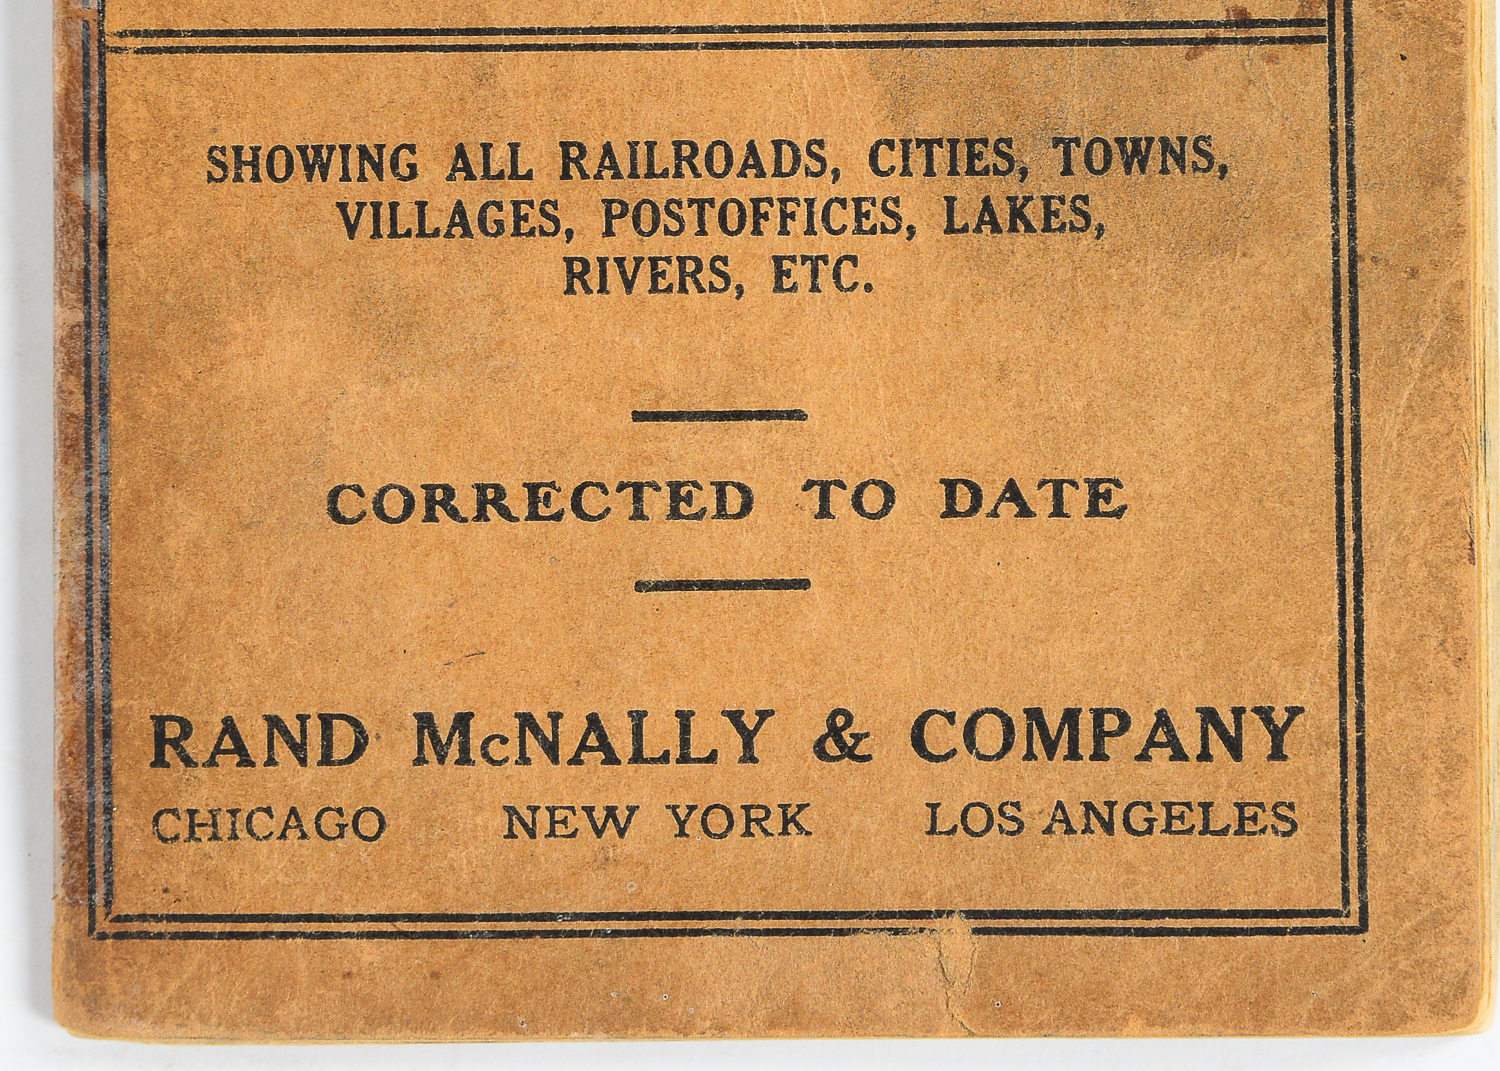 SHOWING ALL RAILROADS, CITIES, TOWNS,
VILLAGES, POSTOFFICES, LAKES,
RIVERS, ETC.
CORRECTED TO DATE
RAND McNALLY & COMPANY
CHICAGO NEW YORK LOS ANGELES